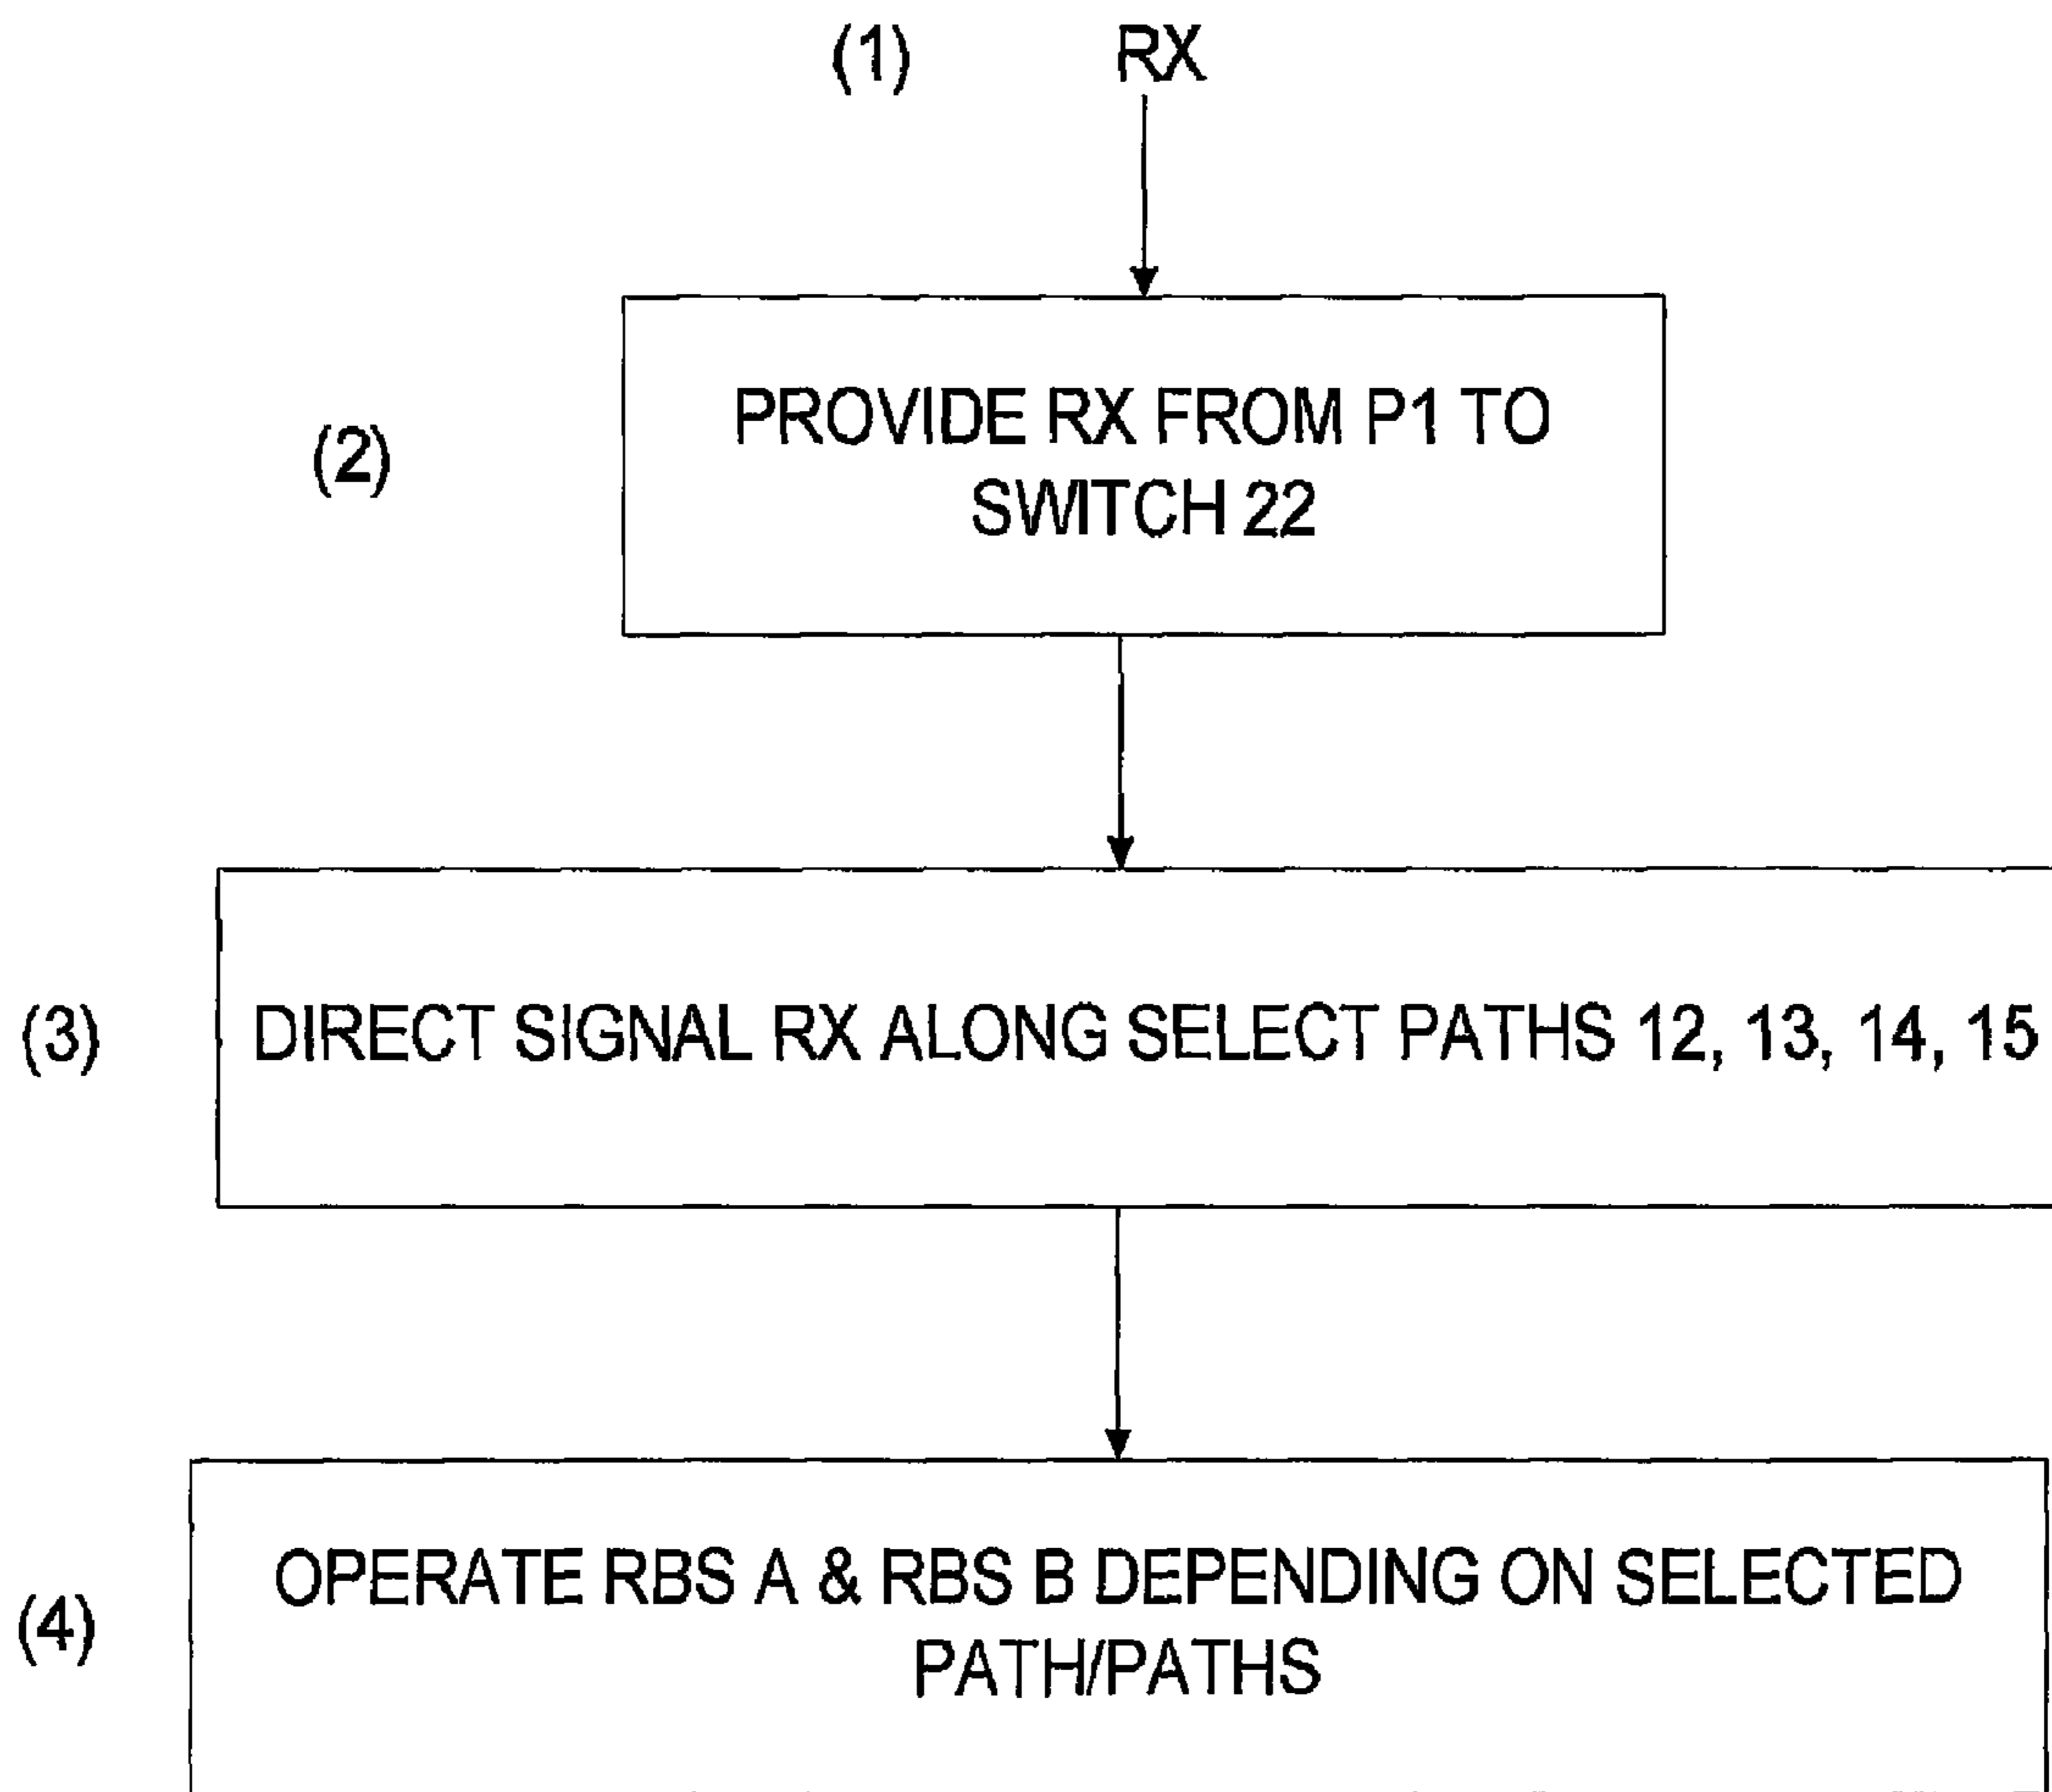 (1) RX
(2) PROVIDE RX FROM P1 TO
SWITCH 22
(3) DIRECT SIGNAL RX ALONG SELECT PATHS 12, 13, 14, 15
(4) OPERATE RBS A & RBS B DEPENDING ON SELECTED
PATH/PATHS